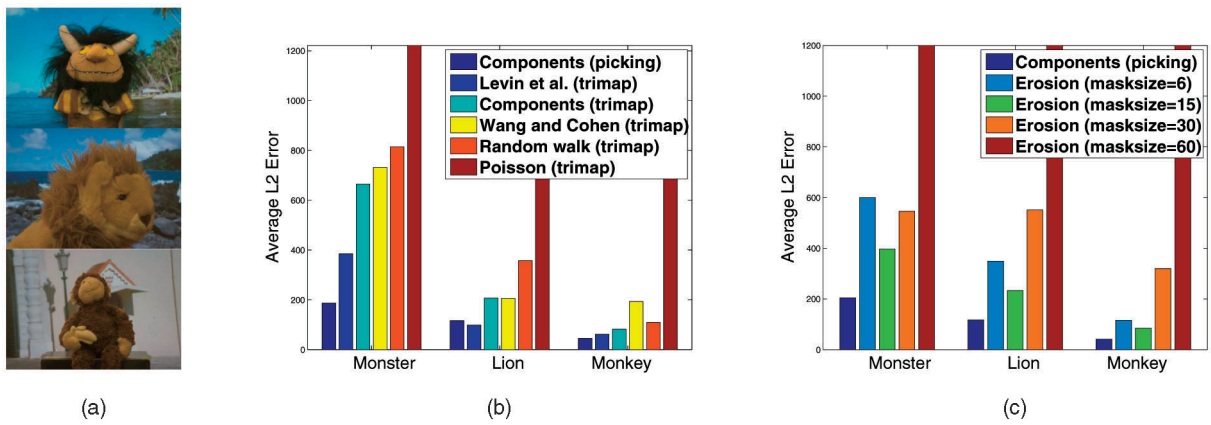 1200
1000
800
600
400
200
0
Average L2 Error
Components (picking)
Levin et al. (trimap)
Components (trimap)
Wang and Cohen (trimap)
Random walk (trimap)
Poisson (trimap)
Monster
Lion
Monkey
1200
1000
800
600
400
200
0
Average L2 Error
Components (picking)
Erosion (masksize=6)
Erosion (masksize=15)
Erosion (masksize=30)
Erosion (masksize=60)
Monster
Lion
Monkey
(a)
(b)
(c)